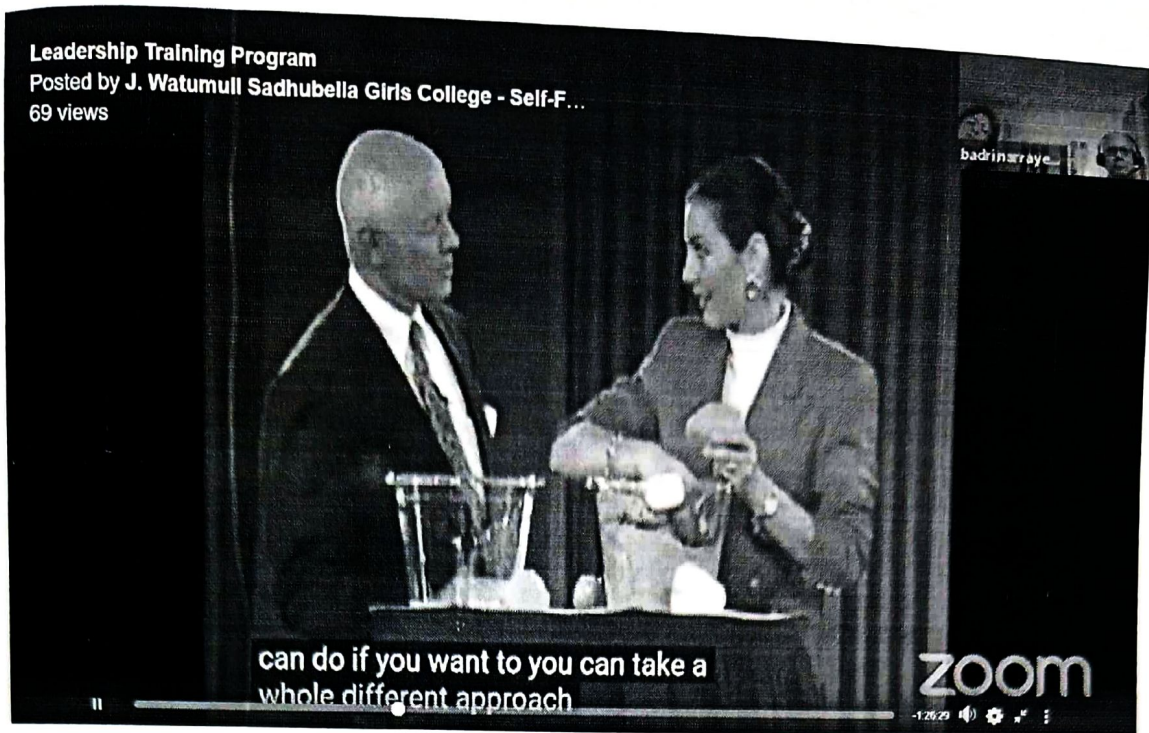 Leadership Training Program
Posted by J. Watumull Sadhubella Girls College - Self-F...
69 views
badrinarraye...
can do if you want to you can take a
whole different approach
zoom
-1:26:29